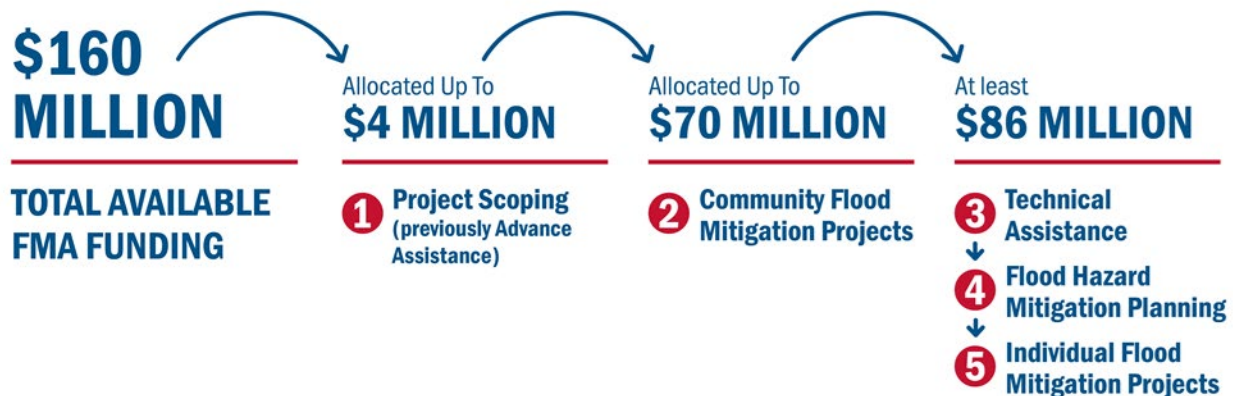 $160
MILLION
TOTAL AVAILABLE
FMA FUNDING
Allocated Up To
$4 MILLION
1 Project Scoping
(previously Advance
Assistance)
Allocated Up To
$70 MILLION
2 Community Flood
Mitigation Projects
At least
$86 MILLION
3 Technical
Assistance
4 Flood Hazard
Mitigation Planning
5 Individual Flood
Mitigation Projects